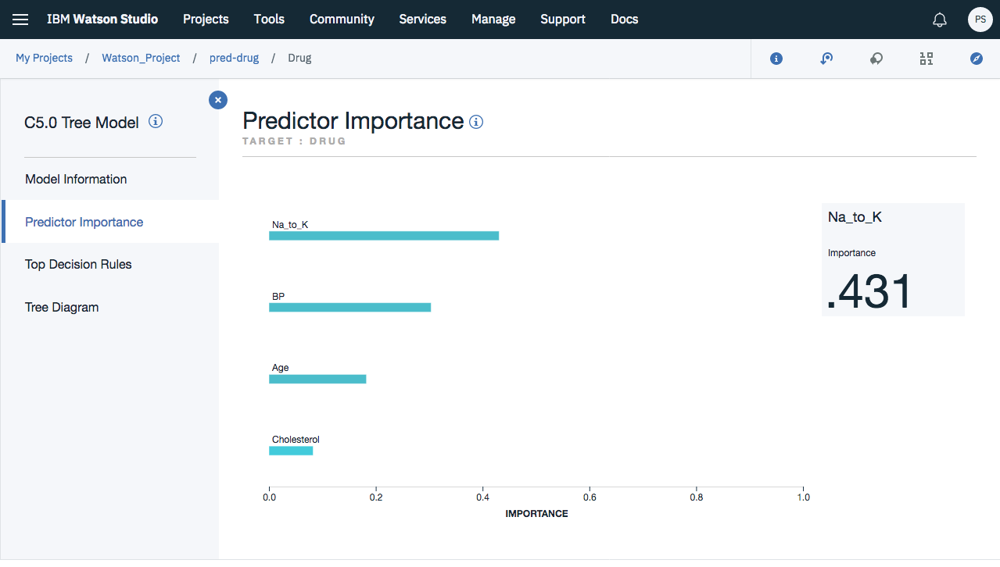 IBM Watson Studio Projects Tools Community Services Manage Support Docs PS
My Projects / Watson_Project / pred-drug / Drug
C5.0 Tree Model
Model Information
Predictor Importance
Top Decision Rules
Tree Diagram
Predictor Importance
TARGET : DRUG
Na_to_K
BP
Age
Cholesterol
0.0 0.2 0.4 0.6 0.8 1.0
IMPORTANCE
Na_to_K
Importance
.431